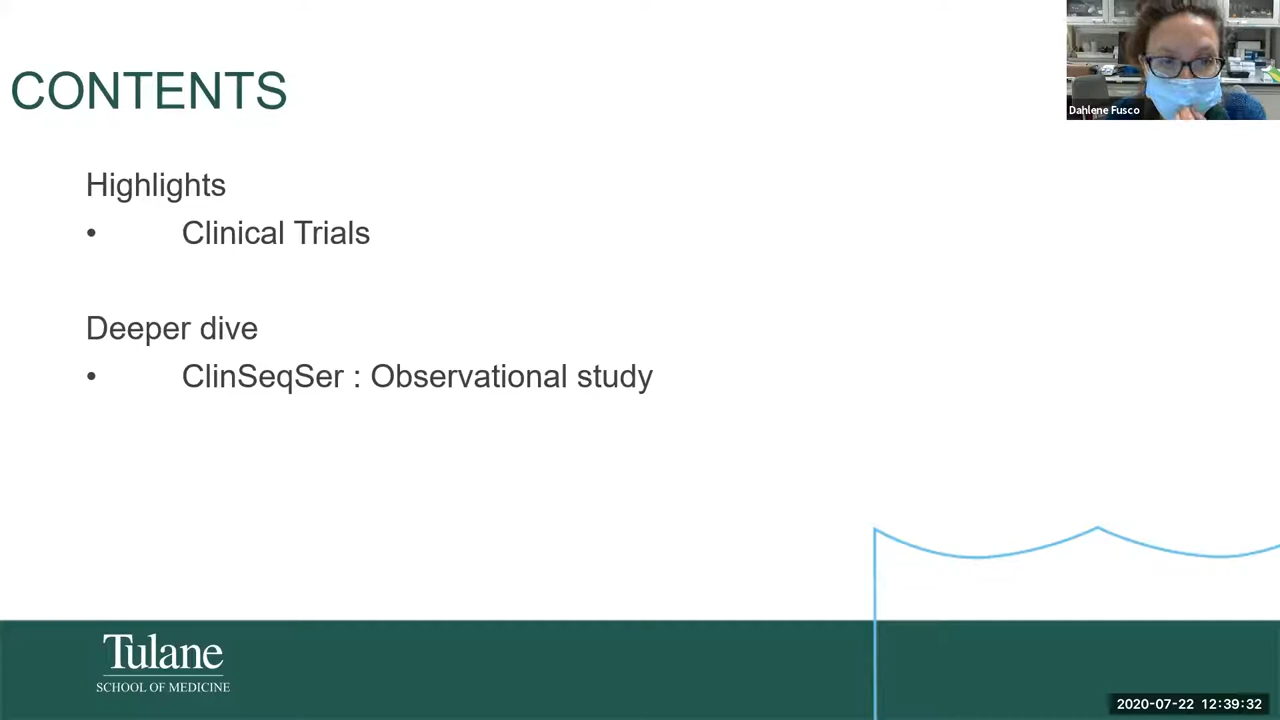 CONTENTS
Dahlene Fusco
Highlights
• Clinical Trials
Deeper dive
• ClinSeqSer : Observational study
Tulane
SCHOOL OF MEDICINE
2020-07-22 12:39:32